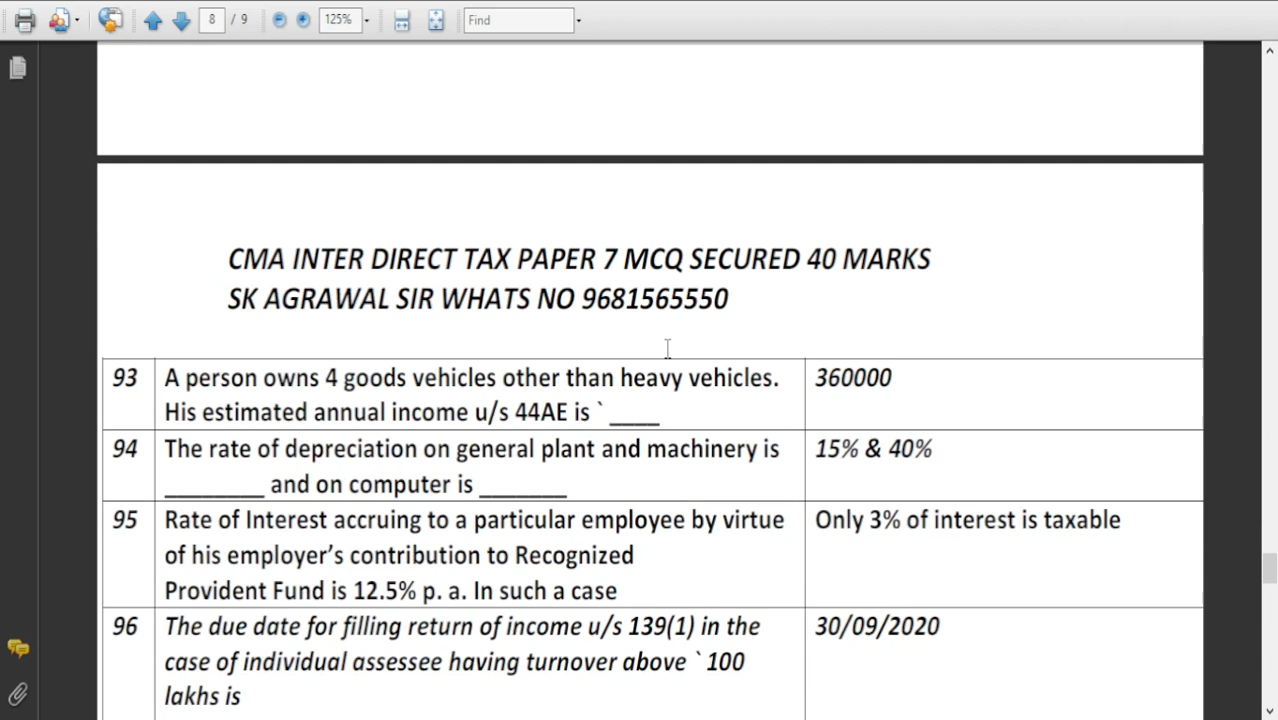 8 / 9 125% Find
CMA INTER DIRECT TAX PAPER 7 MCQ SECURED 40 MARKS
SK AGRAWAL SIR WHATS NO 9681565550
93 A person owns 4 goods vehicles other than heavy vehicles. 360000
His estimated annual income u/s 44AE is ` ____
94 The rate of depreciation on general plant and machinery is 15% & 40%
________ and on computer is _______
95 Rate of Interest accruing to a particular employee by virtue Only 3% of interest is taxable
of his employer's contribution to Recognized
Provident Fund is 12.5% p. a. In such a case
96 The due date for filling return of income u/s 139(1) in the 30/09/2020
case of individual assessee having turnover above ` 100
lakhs is